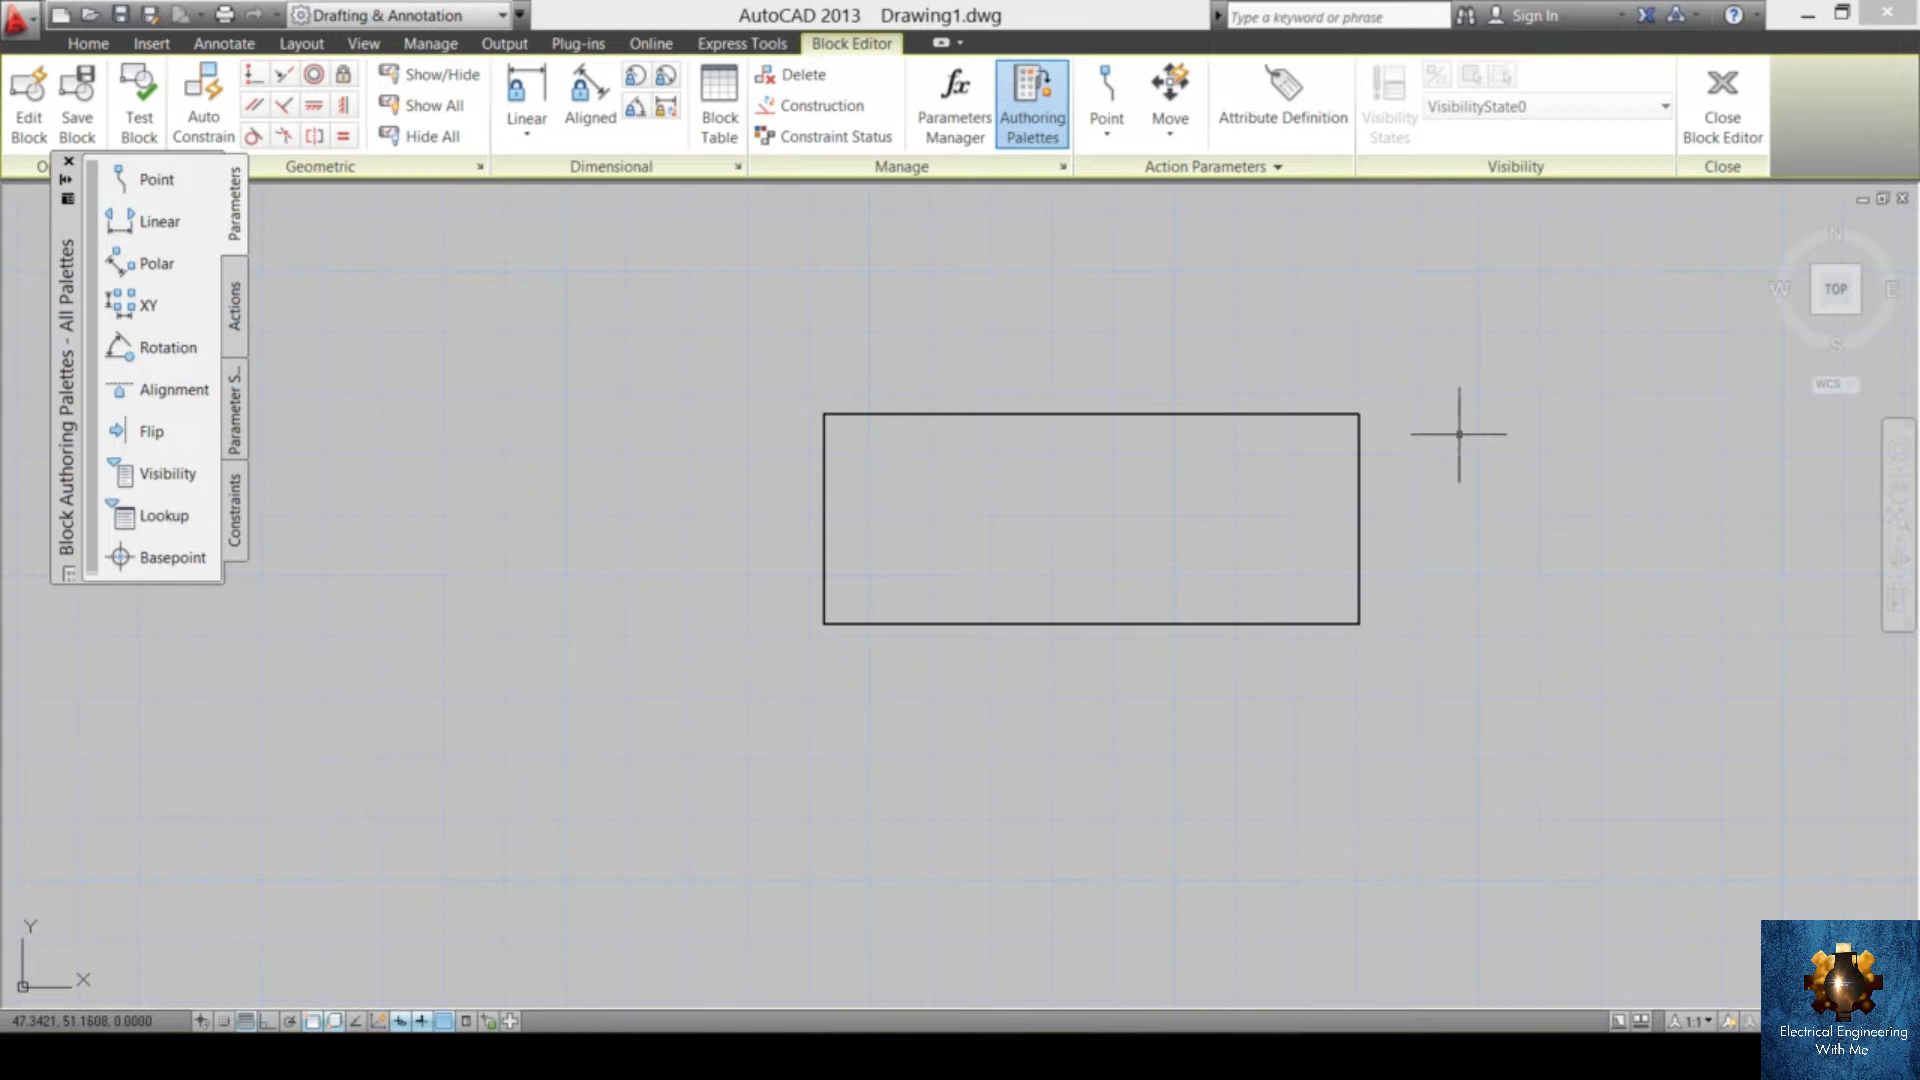 Drafting & Annotation
AutoCAD 2013 Drawing1.dwg
Type a keyword or phrase
Sign In
Home Insert Annotate Layout View Manage Output Plug-ins Online Express Tools Block Editor
Edit Block
Save Block
Test Block
Auto Constrain
Show/Hide
Show All
Hide All
Linear
Aligned
Block Table
Delete
Construction
Constraint Status
Parameters Manager
Authoring Palettes
Point
Move
Attribute Definition
Visibility States
VisibilityState0
Close Block Editor
Geometric
Dimensional
Manage
Action Parameters
Visibility
Close
Block Authoring Palettes - All Palettes
Point
Linear
Polar
XY
Rotation
Alignment
Flip
Visibility
Lookup
Basepoint
Parameters
Actions
Parameter S...
Constraints
N
W
TOP
E
S
WCS
Y
X
47.3421, 51.1608, 0.0000
1:1
Electrical Engineering
With Me